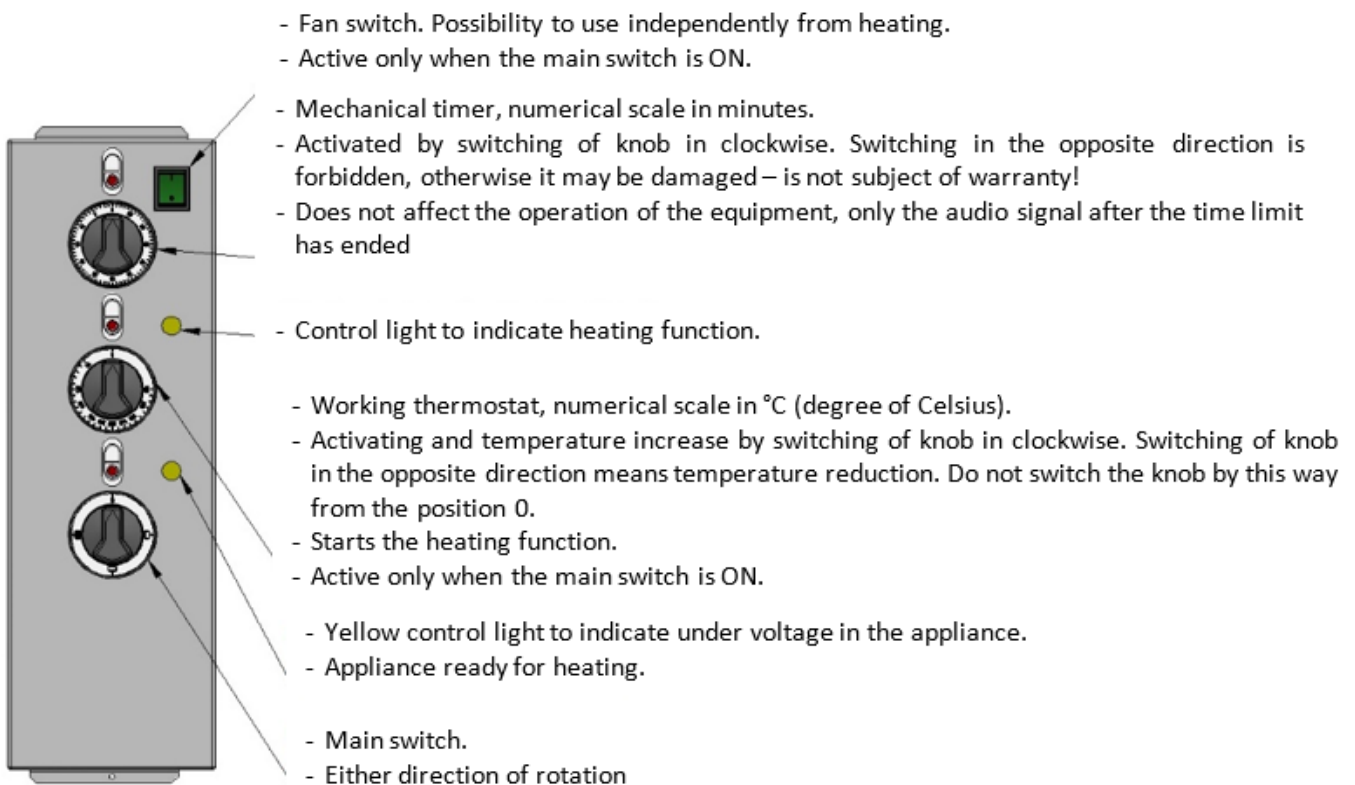 - Fan switch. Possibility to use independently from heating.
- Active only when the main switch is ON.
- Mechanical timer, numerical scale in minutes.
- Activated by switching of knob in clockwise. Switching in the opposite direction is
forbidden, otherwise it may be damaged – is not subject of warranty!
- Does not affect the operation of the equipment, only the audio signal after the time limit
has ended
- Control light to indicate heating function.
- Working thermostat, numerical scale in °C (degree of Celsius).
- Activating and temperature increase by switching of knob in clockwise. Switching of knob
in the opposite direction means temperature reduction. Do not switch the knob by this way
from the position 0.
- Starts the heating function.
- Active only when the main switch is ON.
- Yellow control light to indicate under voltage in the appliance.
- Appliance ready for heating.
- Main switch.
- Either direction of rotation